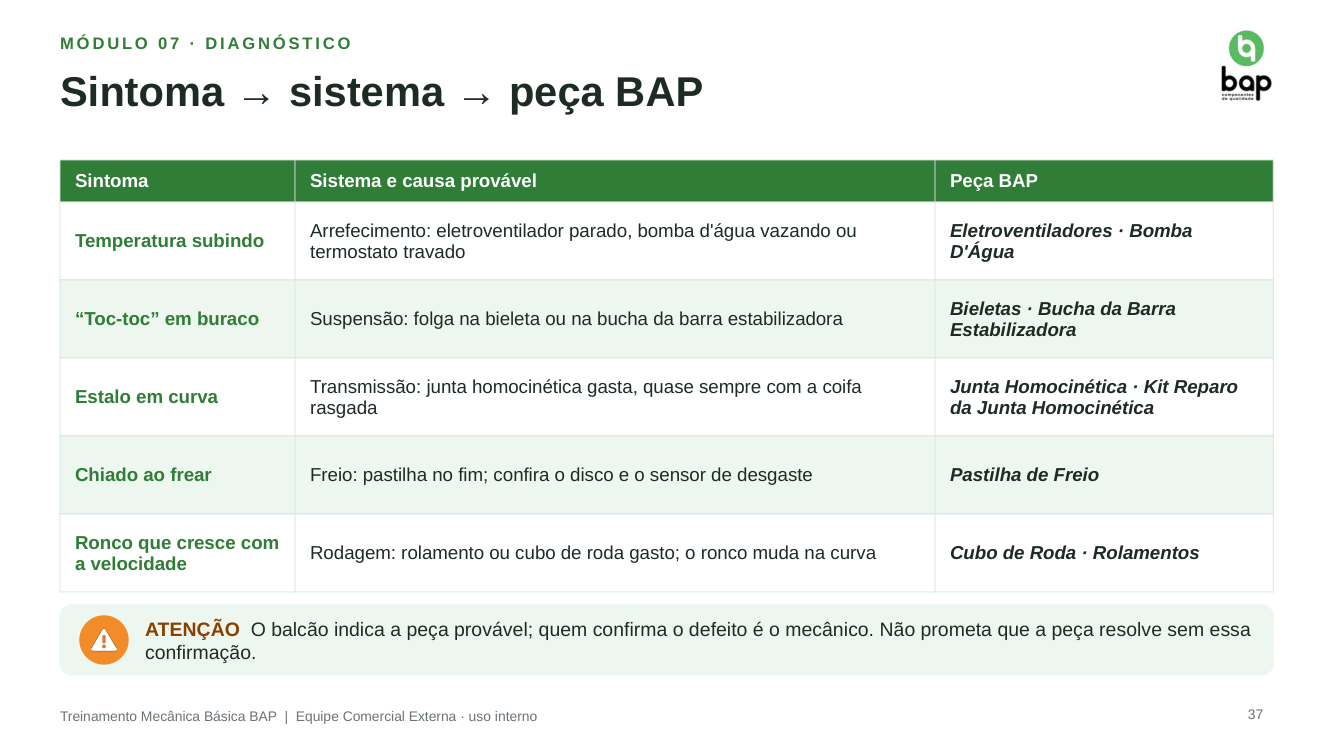 MÓDULO 07 · DIAGNÓSTICO
Sintoma → sistema → peça BAP
bap
componentes
de qualidade
Sintoma
Sistema e causa provável
Peça BAP
Temperatura subindo
Arrefecimento: eletroventilador parado, bomba d'água vazando ou
termostato travado
Eletroventiladores · Bomba
D'Água
“Toc-toc” em buraco
Suspensão: folga na bieleta ou na bucha da barra estabilizadora
Bieletas · Bucha da Barra
Estabilizadora
Estalo em curva
Transmissão: junta homocinética gasta, quase sempre com a coifa
rasgada
Junta Homocinética · Kit Reparo
da Junta Homocinética
Chiado ao frear
Freio: pastilha no fim; confira o disco e o sensor de desgaste
Pastilha de Freio
Ronco que cresce com
a velocidade
Rodagem: rolamento ou cubo de roda gasto; o ronco muda na curva
Cubo de Roda · Rolamentos
ATENÇÃO O balcão indica a peça provável; quem confirma o defeito é o mecânico. Não prometa que a peça resolve sem essa
confirmação.
Treinamento Mecânica Básica BAP | Equipe Comercial Externa · uso interno
37